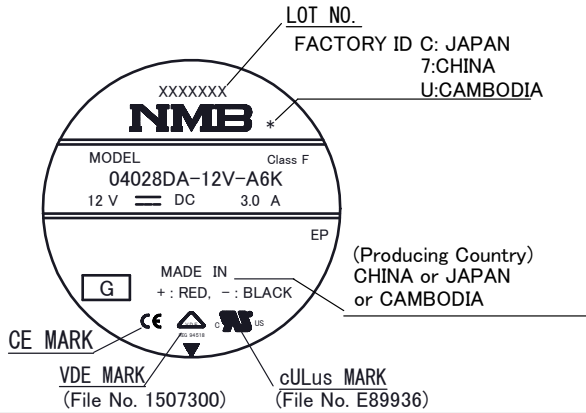 LOT NO.
FACTORY ID C: JAPAN
7:CHINA
U:CAMBODIA
XXXXXXX
NMB *
MODEL Class F
04028DA-12V-A6K
12 V DC 3.0 A
EP
(Producing Country)
CHINA or JAPAN
or CAMBODIA
MADE IN
G
+ : RED, - : BLACK
CE
C US
CE MARK
VDE MARK
(File No. 1507300)
cULus MARK
(File No. E89936)